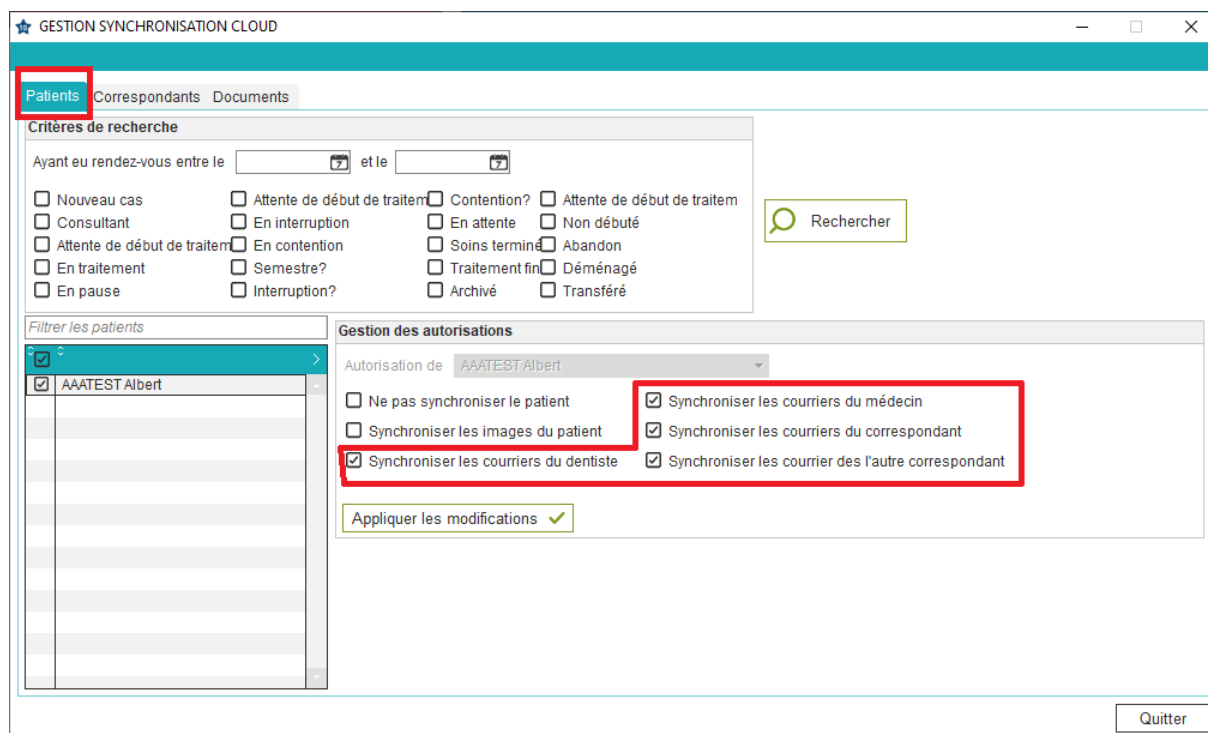 GESTION SYNCHRONISATION CLOUD
Patients Correspondants Documents
Critères de recherche
Ayant eu rendez-vous entre le et le
Nouveau cas Attente de début de traitem Contention? Attente de début de traitem
Consultant En interruption En attente Non débuté
Attente de début de traitem En contention Soins terminé Abandon
En traitement Semestre? Traitement fin Déménagé
En pause Interruption? Archivé Transféré
Rechercher
Filtrer les patients
AAATEST Albert
Gestion des autorisations
Autorisation de AAATEST Albert
Ne pas synchroniser le patient Synchroniser les courriers du médecin
Synchroniser les images du patient Synchroniser les courriers du correspondant
Synchroniser les courriers du dentiste Synchroniser les courrier des l'autre correspondant
Appliquer les modifications
Quitter